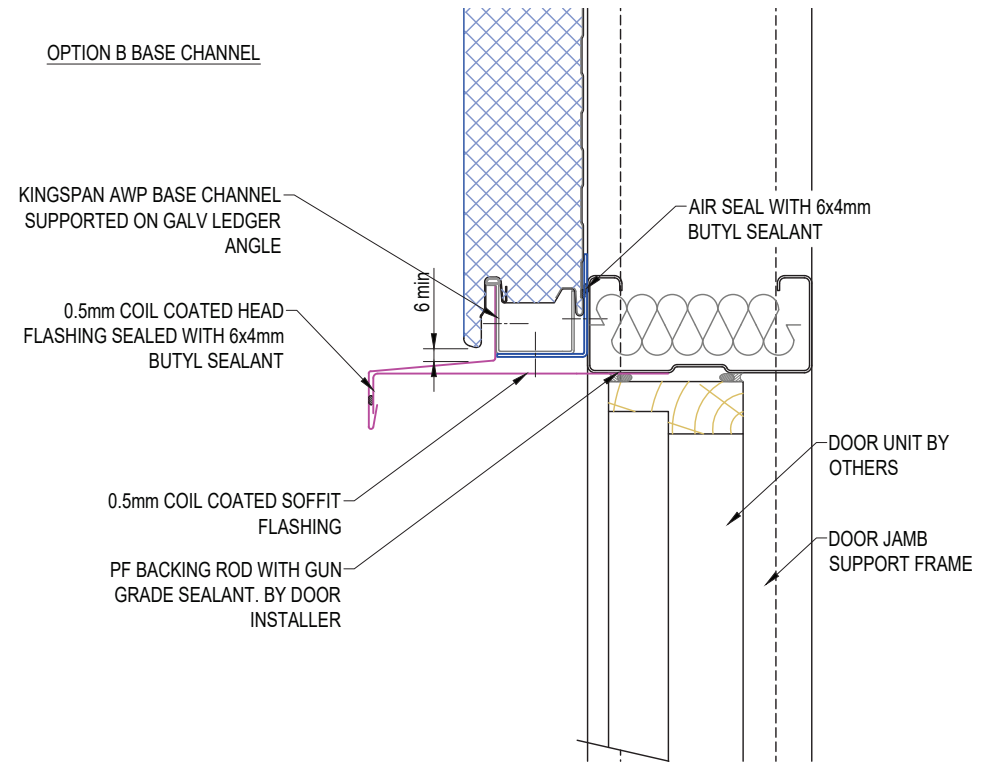 OPTION B BASE CHANNEL
KINGSPAN AWP BASE CHANNEL
SUPPORTED ON GALV LEDGER
ANGLE
AIR SEAL WITH 6x4mm
BUTYL SEALANT
6 min
0.5mm COIL COATED HEAD
FLASHING SEALED WITH 6x4mm
BUTYL SEALANT
DOOR UNIT BY
OTHERS
0.5mm COIL COATED SOFFIT
FLASHING
DOOR JAMB
SUPPORT FRAME
PF BACKING ROD WITH GUN
GRADE SEALANT. BY DOOR
INSTALLER